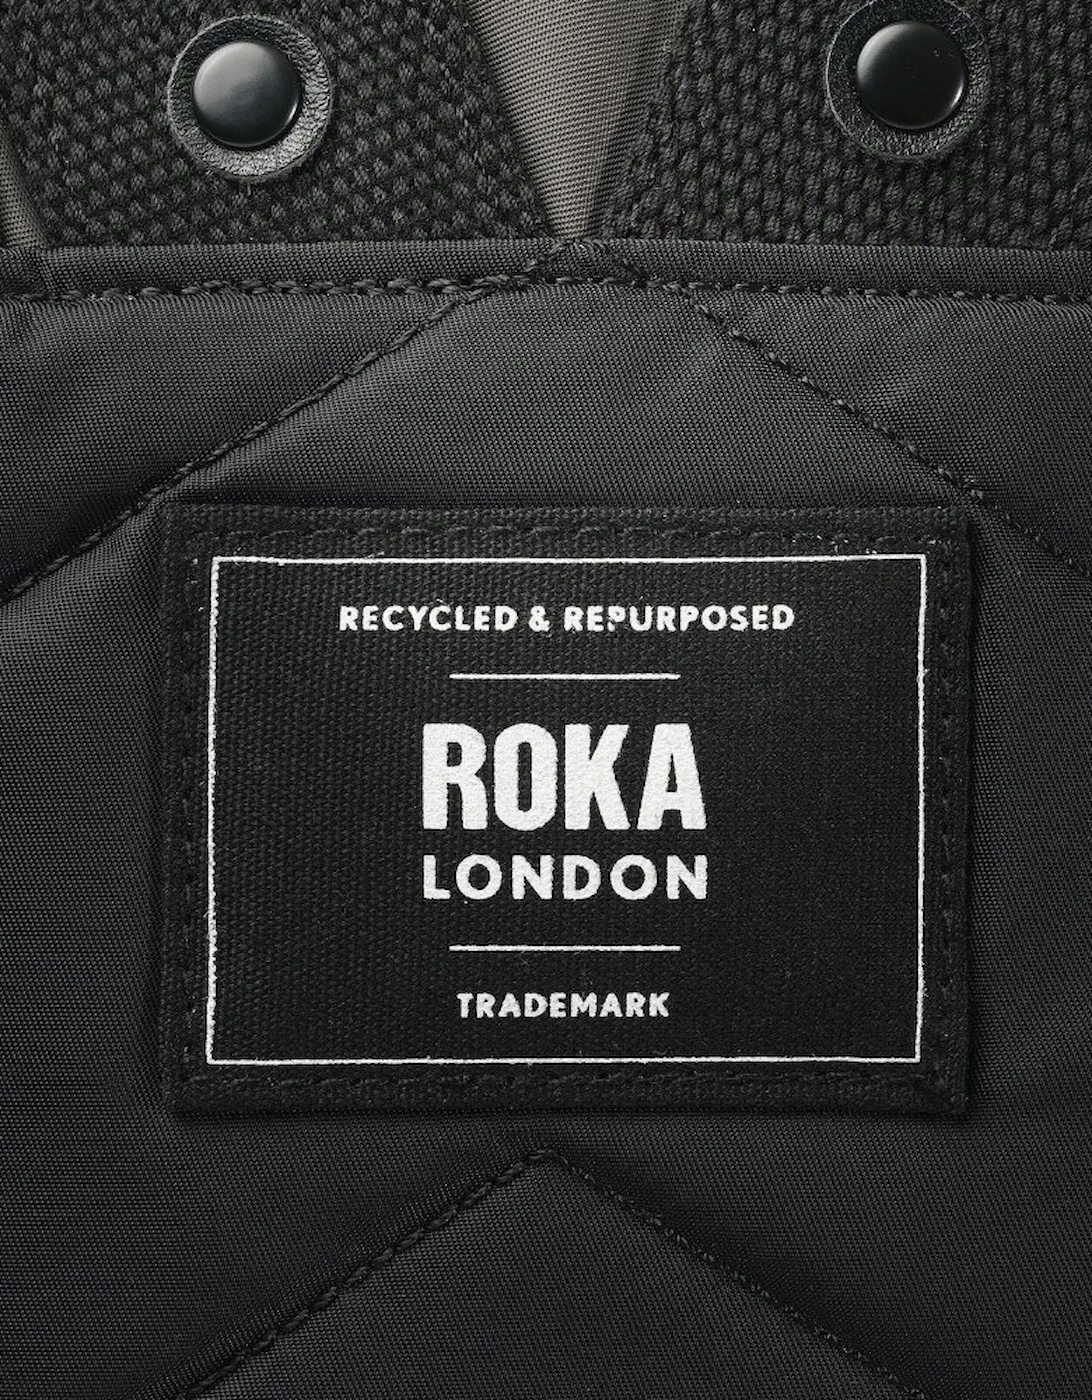 RECYCLED & REPURPOSED
ROKA
LONDON
TRADEMARK